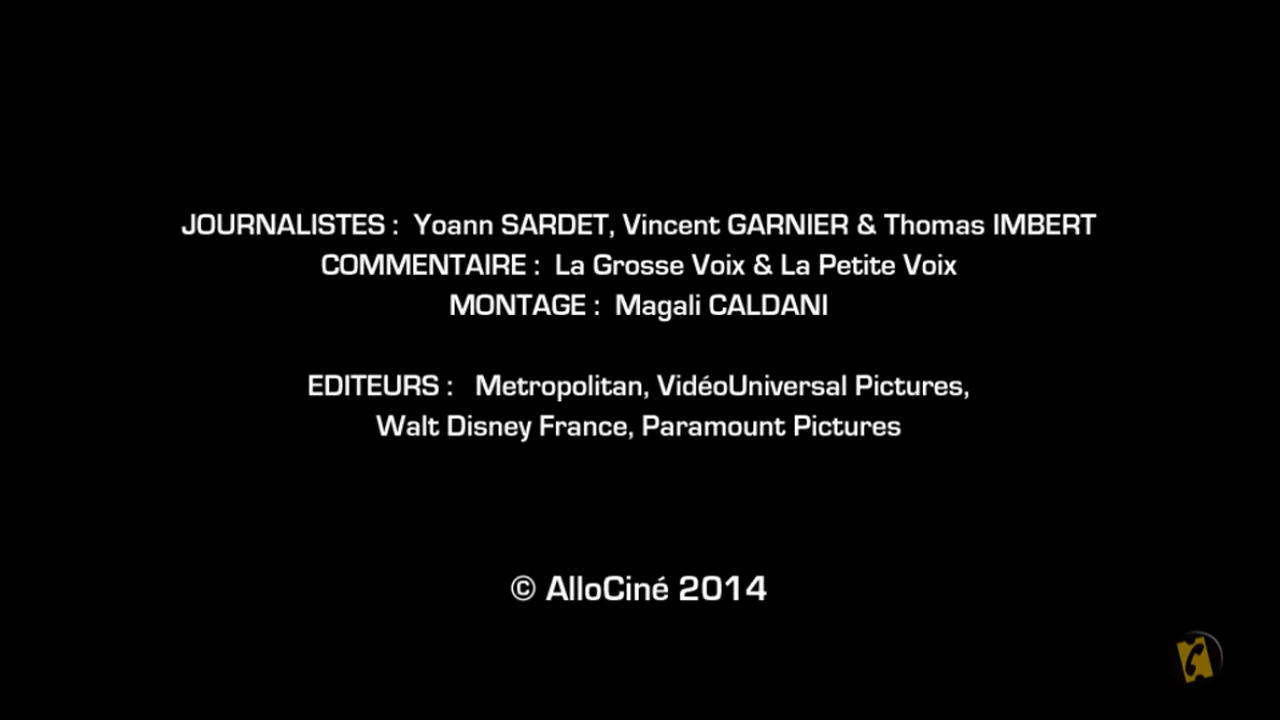 JOURNALISTES : Yoann SARDET, Vincent GARNIER & Thomas IMBERT
COMMENTAIRE : La Grosse Voix & La Petite Voix
MONTAGE : Magali CALDANI
EDITEURS : Metropolitan, VidéoUniversal Pictures,
Walt Disney France, Paramount Pictures
© AlloCiné 2014